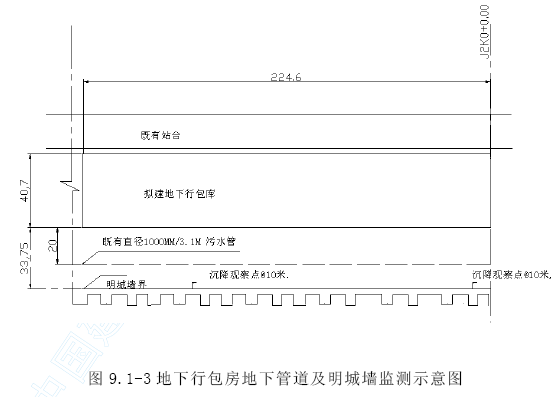 J2K0+0.00
224.6
既有站台
40.7
拟建地下行包库
既有直径1000MM/3.1M 污水管
20
33.75
沉降观察点@10米.
沉降观察点@10米.
明城墙界
图 9.1-3 地下行包房地下管道及明城墙监测示意图